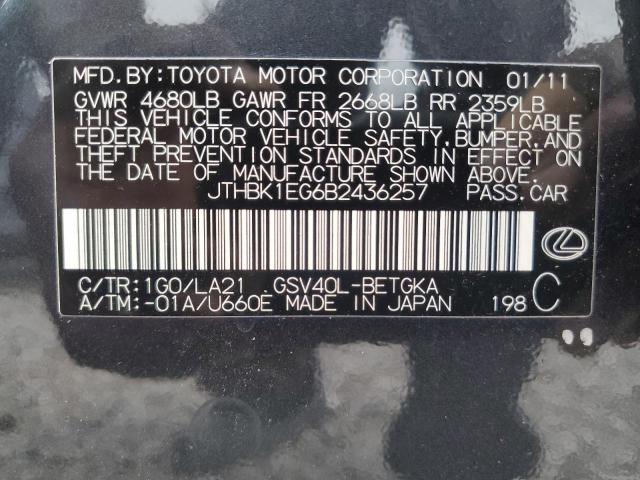 MFD.BY:TOYOTA MOTOR CORPORATION 01/11
GVWR 4680LB GAWR FR 2668LB RR 2359LB
THIS VEHICLE CONFORMS TO ALL APPLICABLE
FEDERAL MOTOR VEHICLE SAFETY,BUMPER,AND
THEFT PREVENTION STANDARDS IN EFFECT ON
THE DATE OF MANUFACTURE SHOWN ABOVE.
JTHBK1EG6B2436257 PASS.CAR
C/TR:1G0/LA21 GSV40L-BETGKA
A/TM:-01A/U660E MADE IN JAPAN 198 C